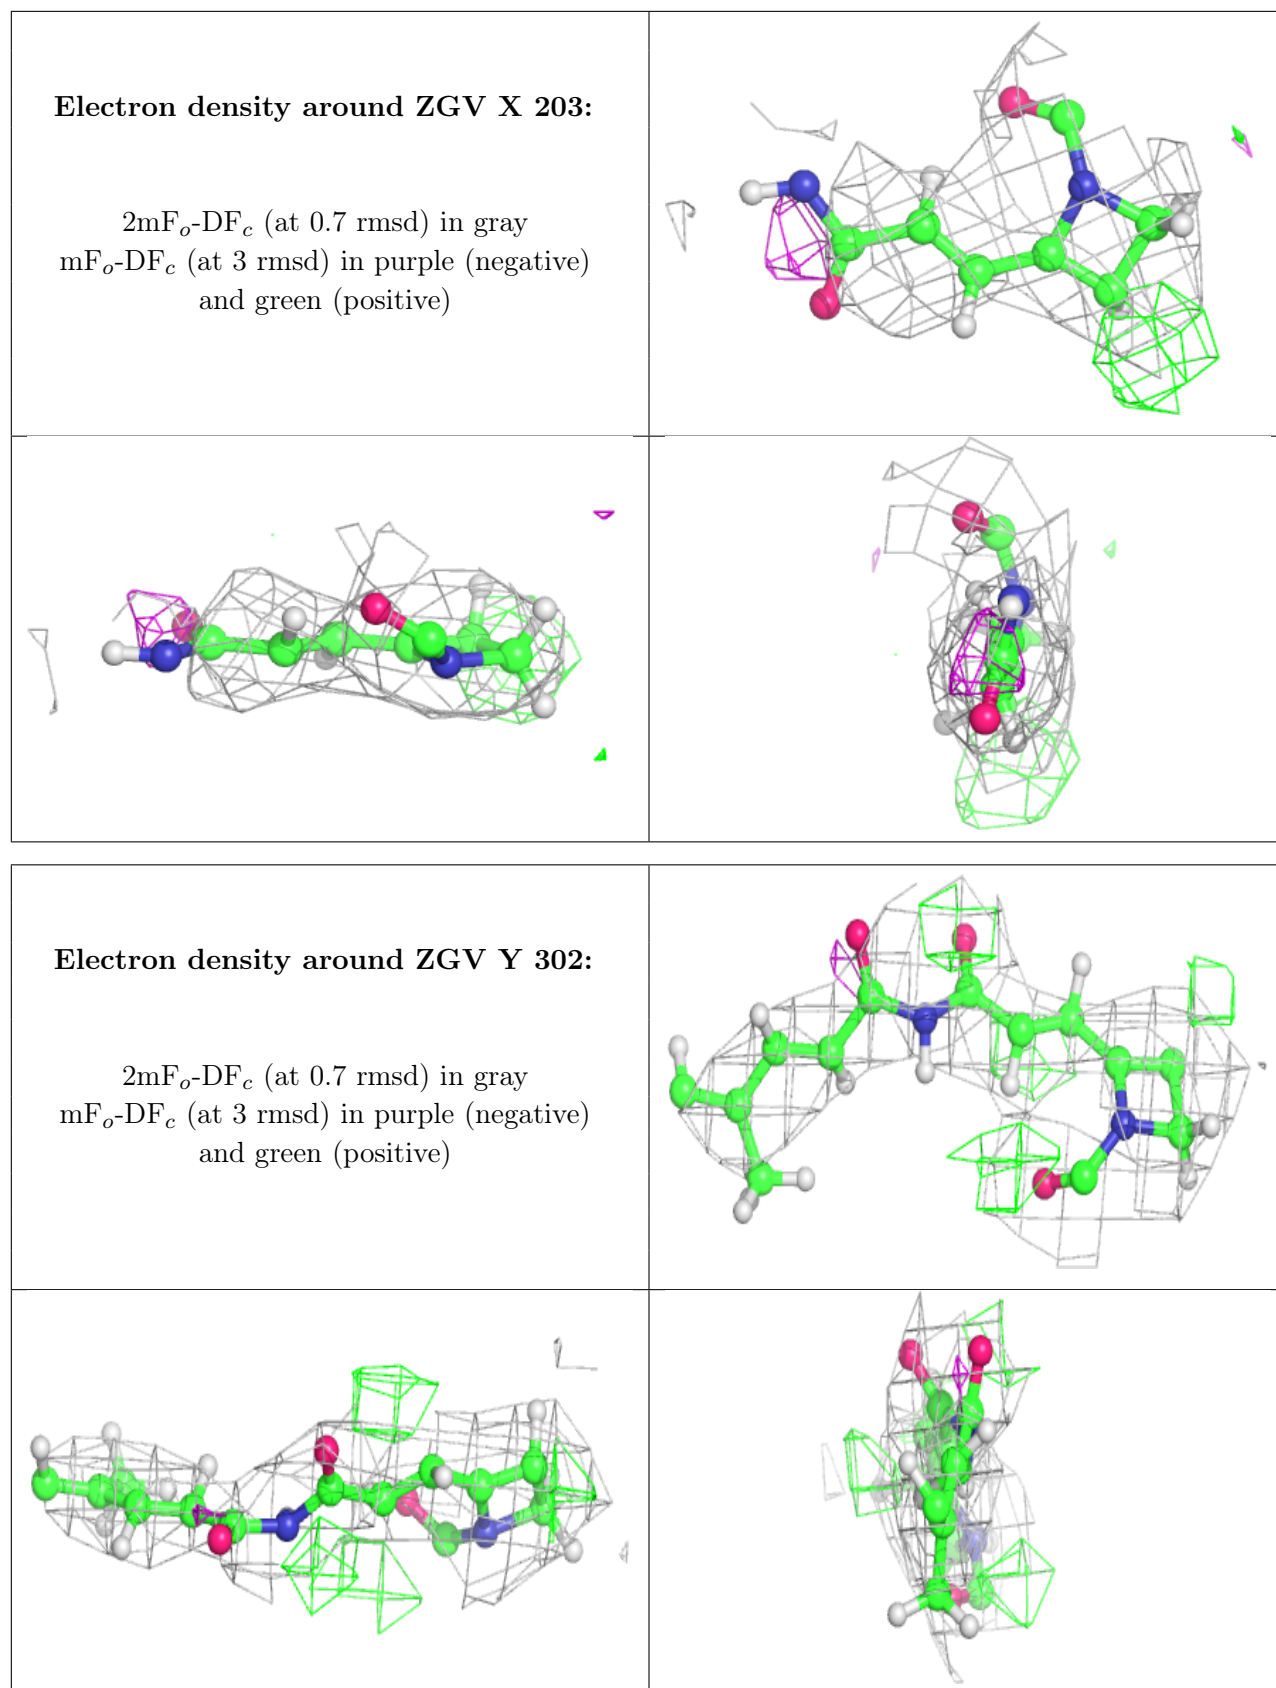 Electron density around ZGV X 203:
2mFo-DFc (at 0.7 rmsd) in gray
mFo-DFc (at 3 rmsd) in purple (negative)
and green (positive)
Electron density around ZGV Y 302:
2mFo-DFc (at 0.7 rmsd) in gray
mFo-DFc (at 3 rmsd) in purple (negative)
and green (positive)